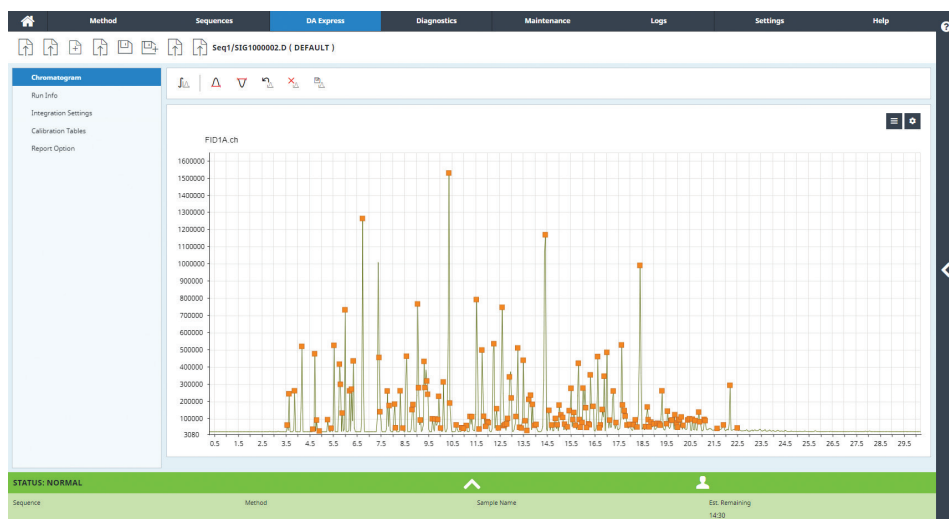 Method Sequences DA Express Diagnostics Maintenance Logs Settings Help
Seq1/SIG1000002.D ( DEFAULT )
Chromatogram
Run Info
Integration Settings
Calibration Tables
Report Option
FID1A.ch
1600000
1500000
1400000
1300000
1200000
1100000
1000000
900000
800000
700000
600000
500000
400000
300000
200000
100000
3080
0.5 1.5 2.5 3.5 4.5 5.5 6.5 7.5 8.5 9.5 10.5 11.5 12.5 13.5 14.5 15.5 16.5 17.5 18.5 19.5 20.5 21.5 22.5 23.5 24.5 25.5 26.5 27.5 28.5 29.5
STATUS: NORMAL
Sequence Method Sample Name Est. Remaining
14:30